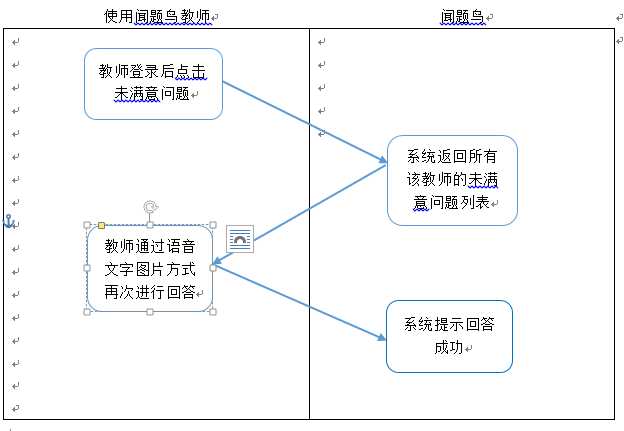 使用闻题鸟教师
闻题鸟
教师登录后点击
未满意问题
系统返回所有
该教师的未满
意问题列表
教师通过语音
文字图片方式
再次进行回答
系统提示回答
成功